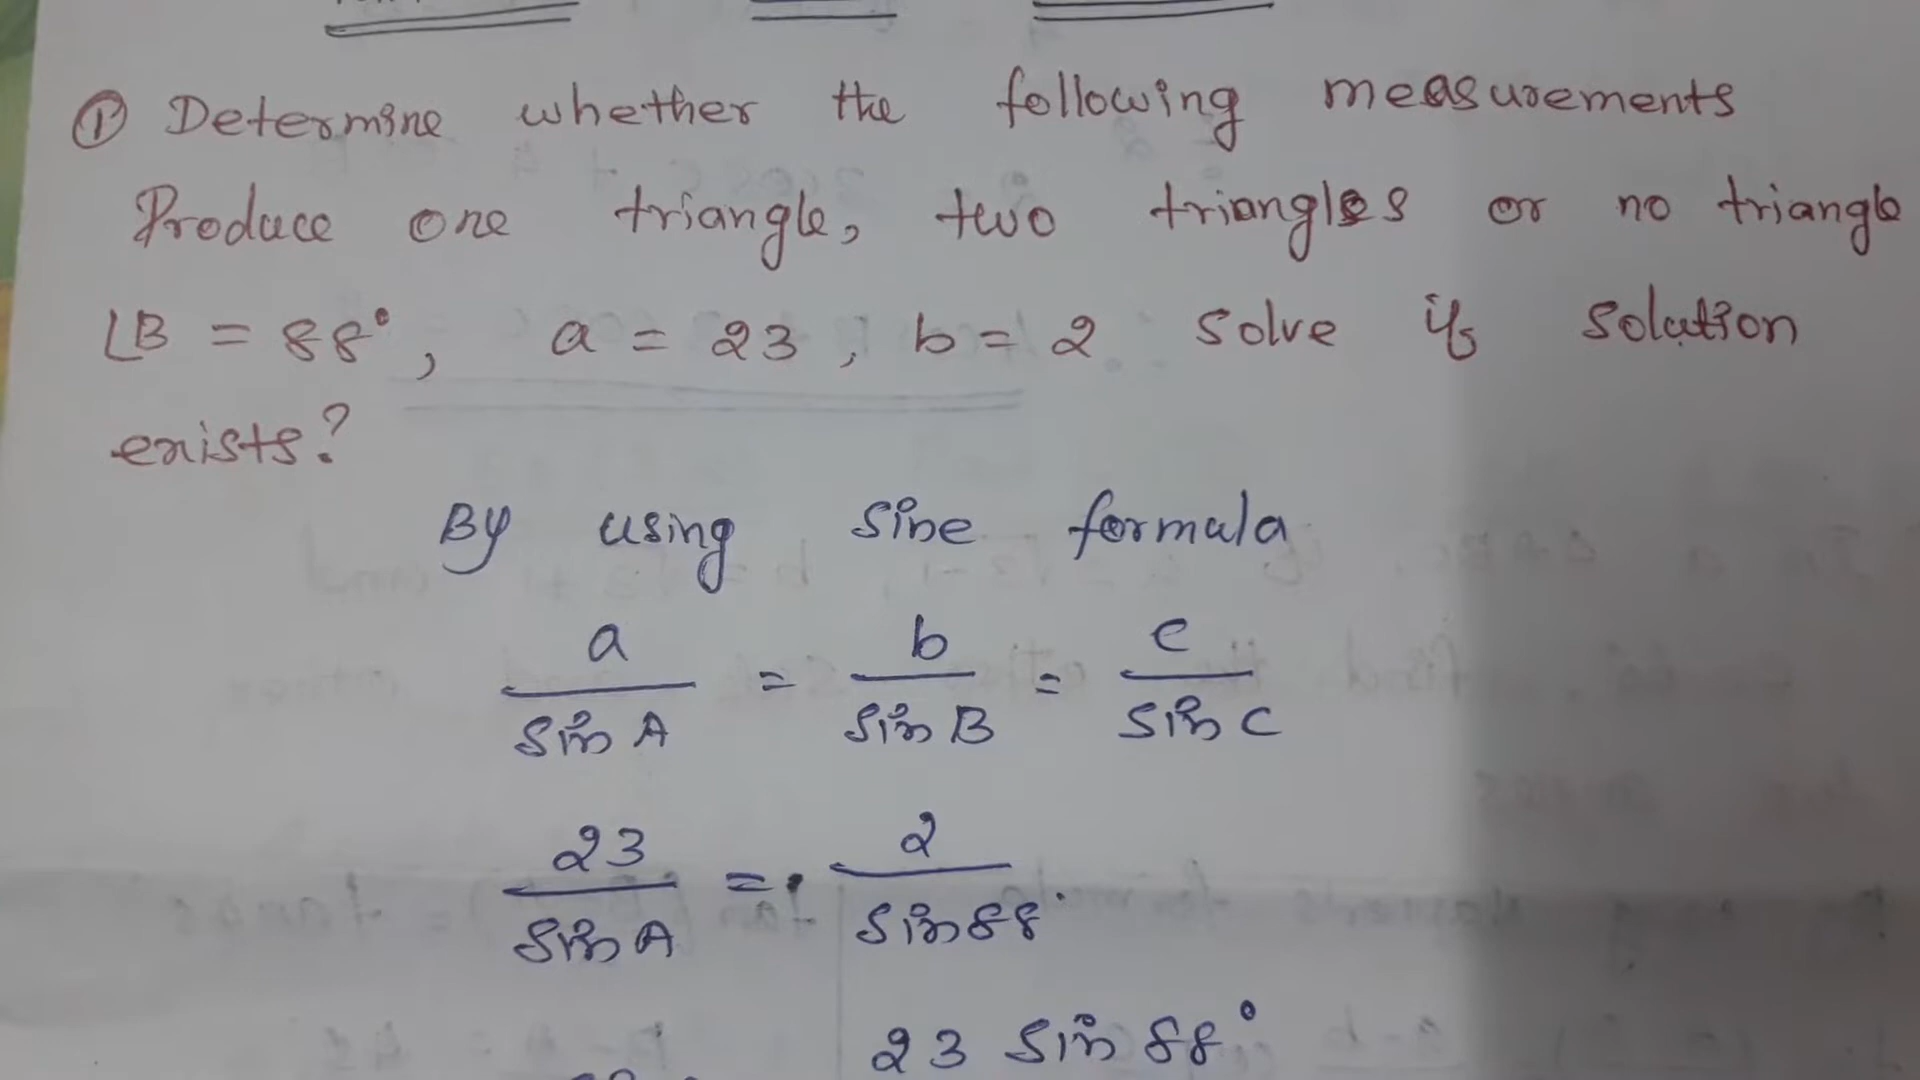 ① Determine whether the following measurements
Produce one triangle, two triangles or no triangle
∠B = 88°, a = 23, b = 2 solve if solution
exists?
By using sine formula
a/sin A = b/sin B = c/sin C
23/sin A = 2/sin 88°
23 sin 88°